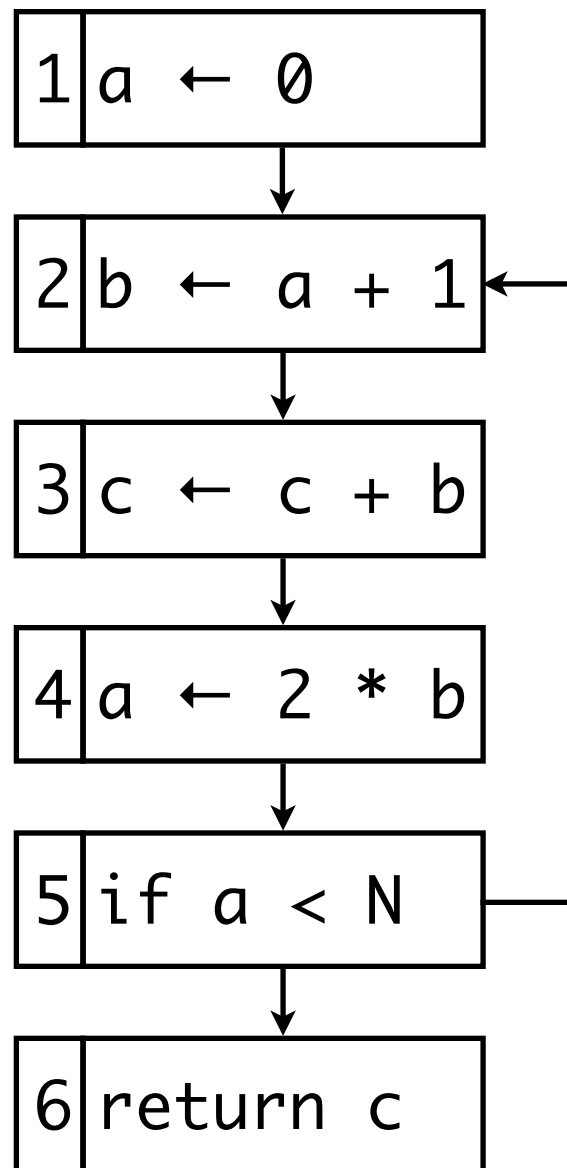 1 a ← 0
2 b ← a + 1
3 c ← c + b
4 a ← 2 * b
5 if a < N
6 return c